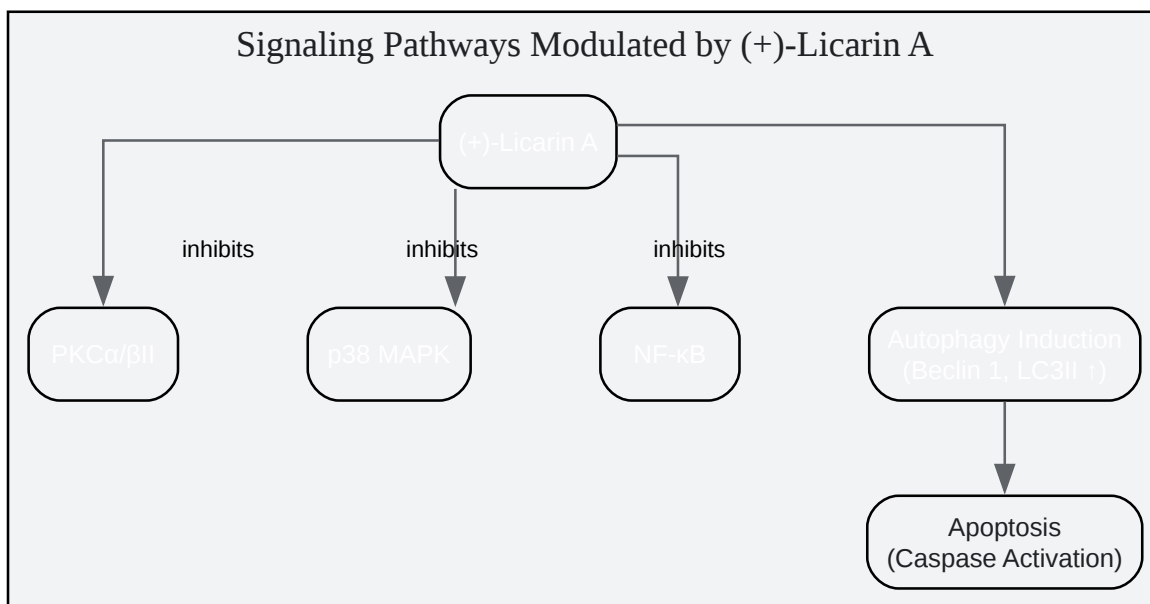 Signaling Pathways Modulated by (+)-Licarin A
(+)-Licarin A
inhibits
inhibits
inhibits
PKCα/βII
p38 MAPK
NF-κB
Autophagy Induction
(Beclin 1, LC3II ↑)
Apoptosis
(Caspase Activation)